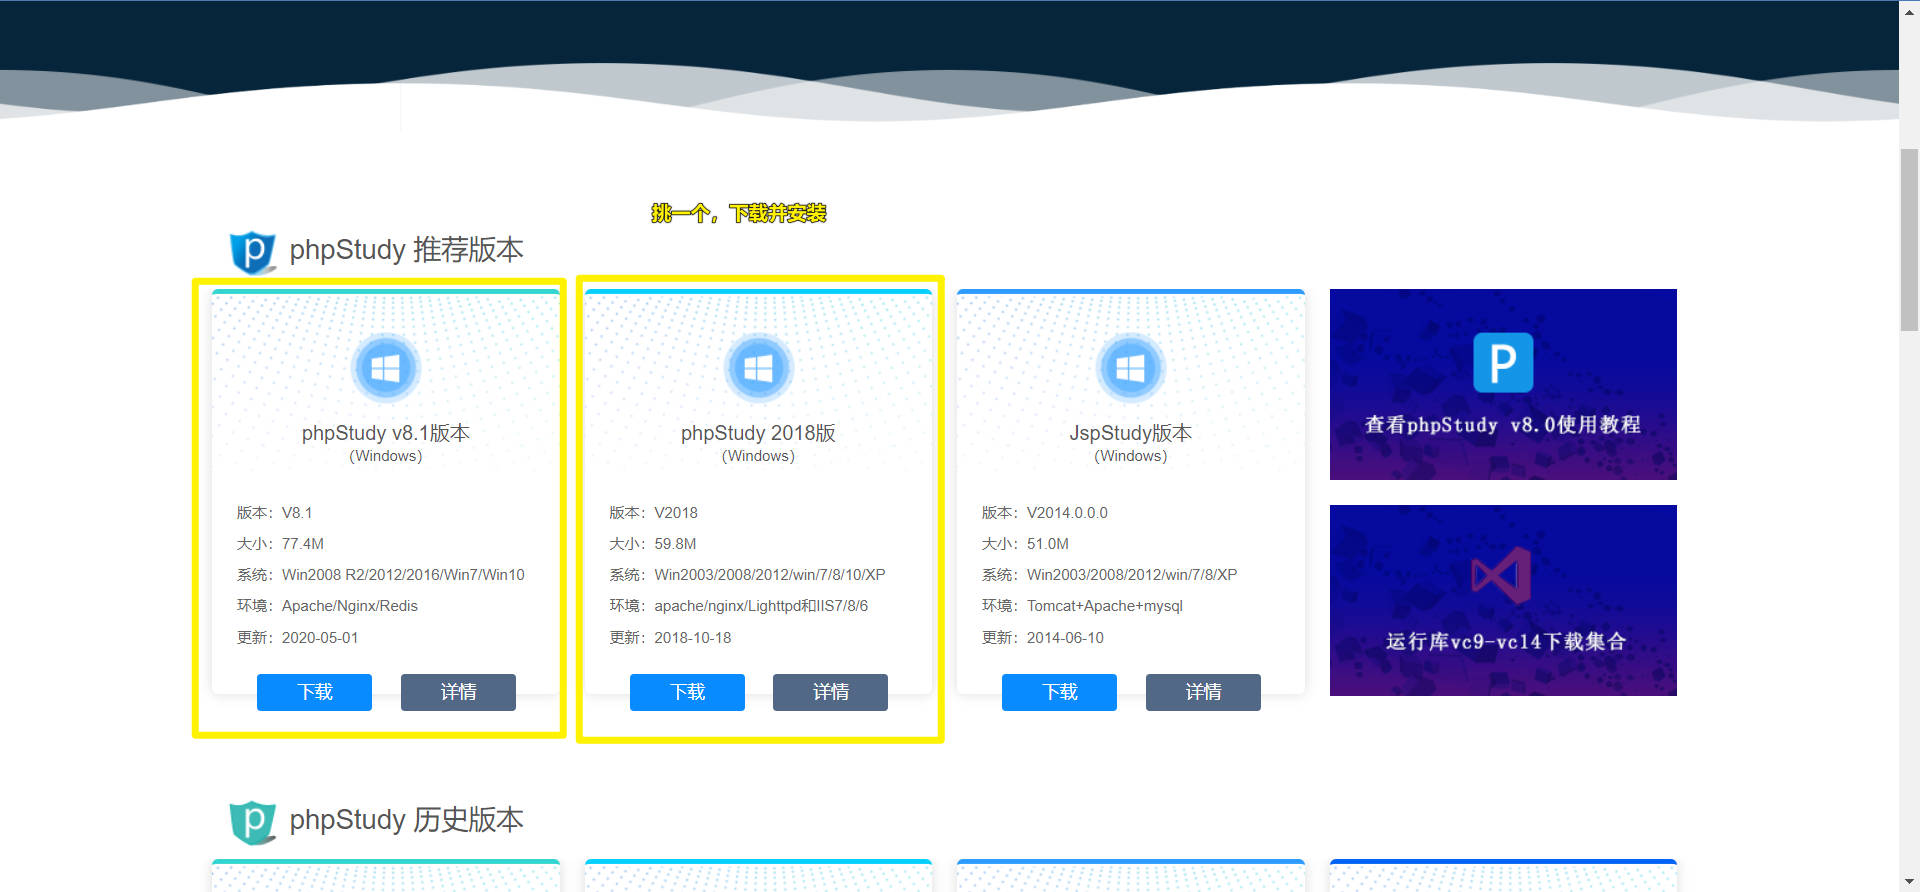 挑一个，下载并安装
phpStudy 推荐版本
phpStudy v8.1版本
(Windows)
版本：V8.1
大小：77.4M
系统：Win2008 R2/2012/2016/Win7/Win10
环境：Apache/Nginx/Redis
更新：2020-05-01
下载
详情
phpStudy 2018版
(Windows)
版本：V2018
大小：59.8M
系统：Win2003/2008/2012/win/7/8/10/XP
环境：apache/nginx/Lighttpd和IIS7/8/6
更新：2018-10-18
下载
详情
JspStudy版本
(Windows)
版本：V2014.0.0.0
大小：51.0M
系统：Win2003/2008/2012/win/7/8/XP
环境：Tomcat+Apache+mysql
更新：2014-06-10
下载
详情
P
查看phpStudy v8.0使用教程
运行库vc9-vc14下载集合
phpStudy 历史版本